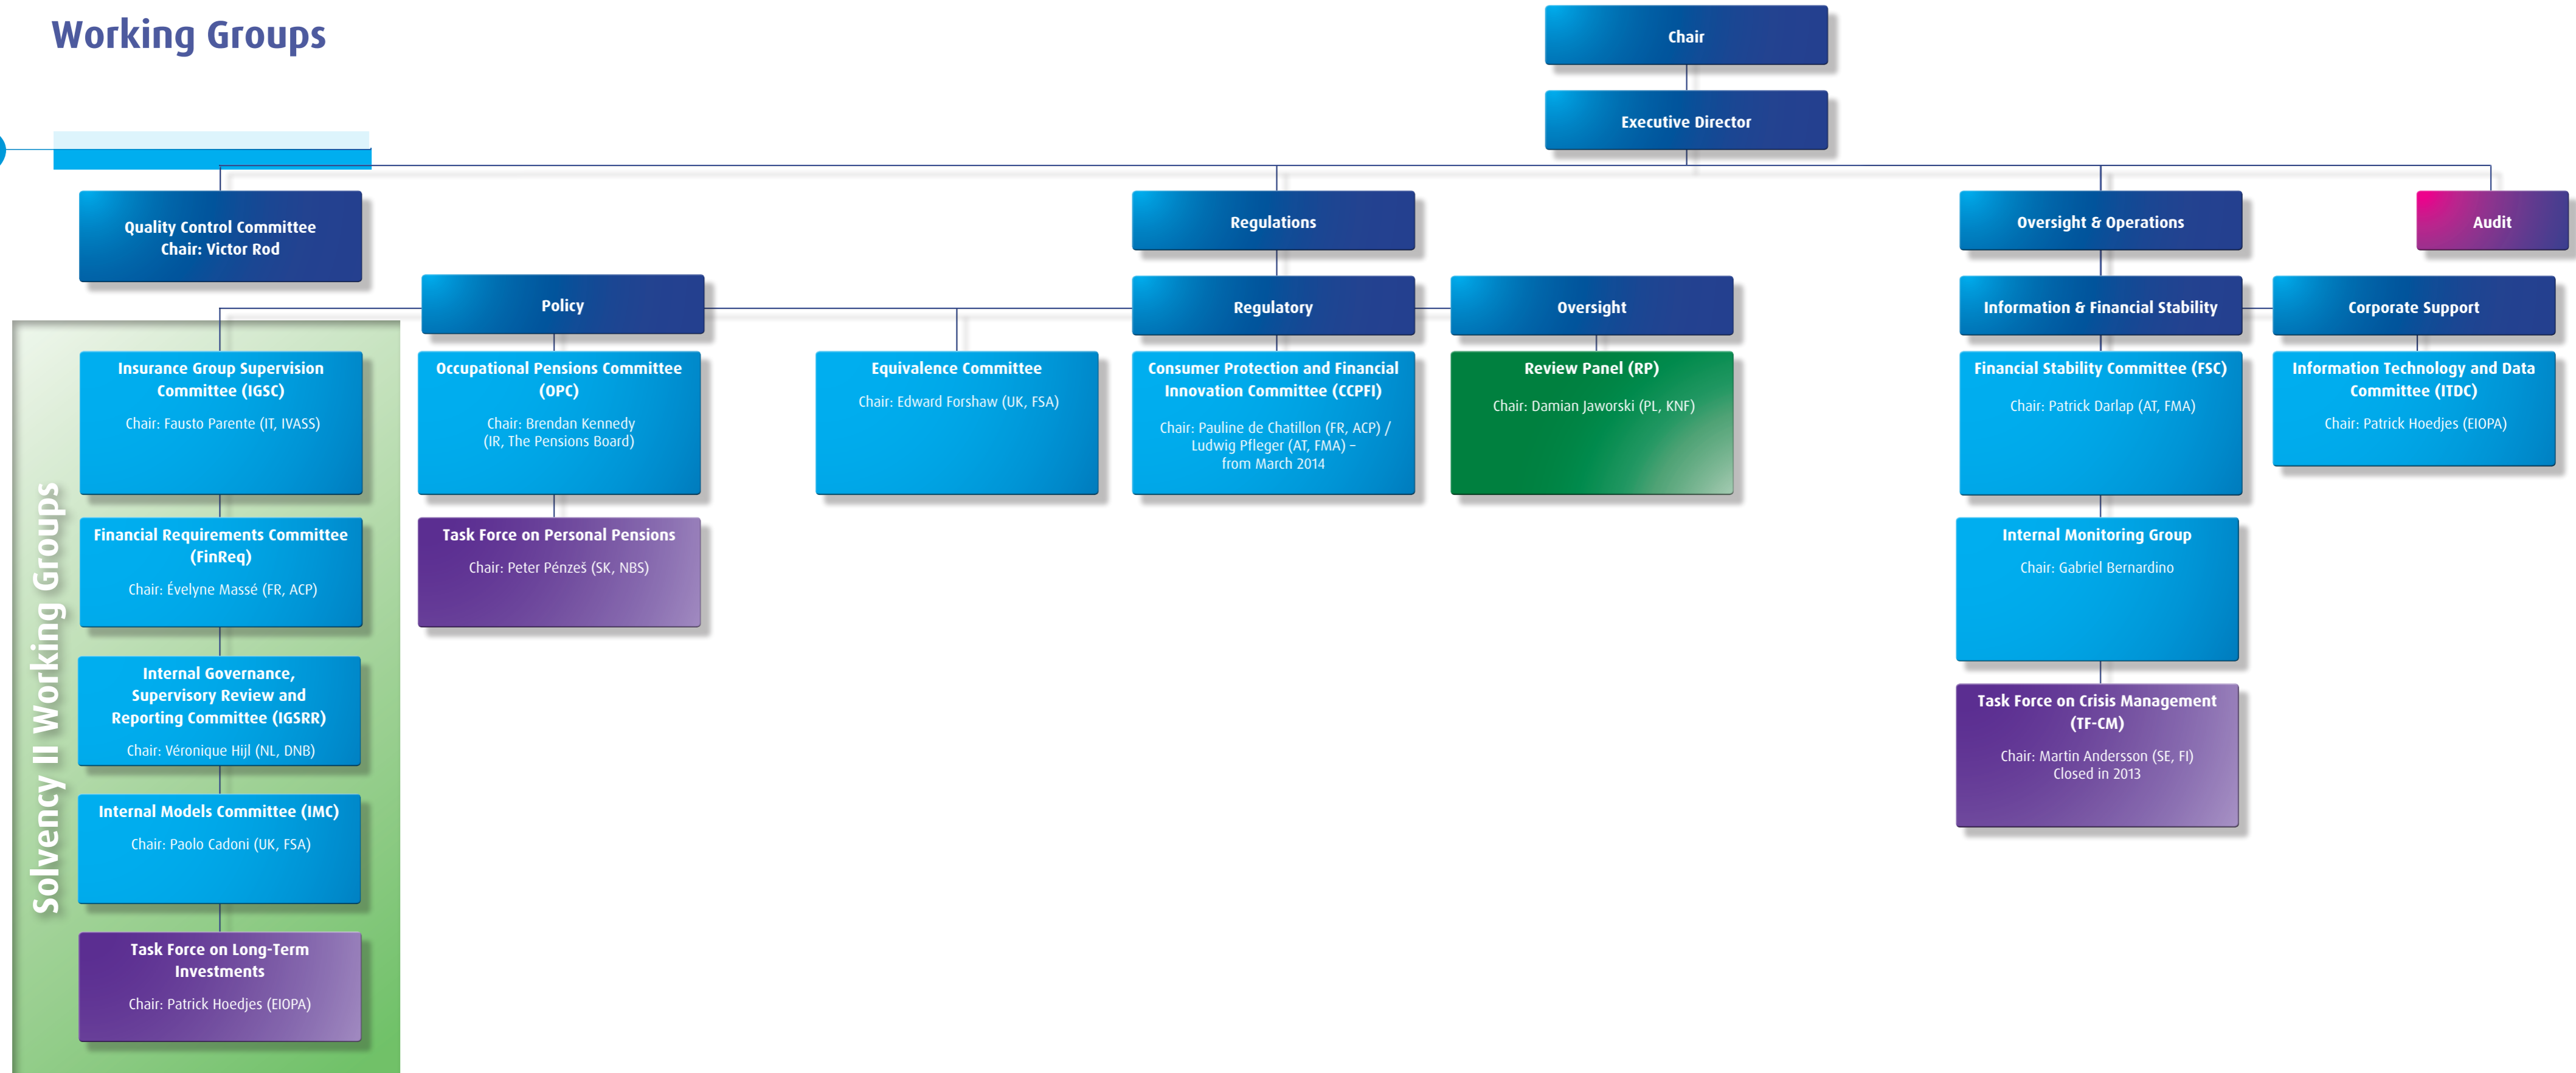 Working Groups
Chair
Executive Director
Quality Control Committee
Chair: Victor Rod
Regulations
Oversight & Operations
Audit
Policy
Regulatory
Oversight
Information & Financial Stability
Corporate Support
Solvency II Working Groups
Insurance Group Supervision
Committee (IGSC)
Chair: Fausto Parente (IT, IVASS)
Occupational Pensions Committee
(OPC)
Chair: Brendan Kennedy
(IR, The Pensions Board)
Equivalence Committee
Chair: Edward Forshaw (UK, FSA)
Consumer Protection and Financial
Innovation Committee (CCPFI)
Chair: Pauline de Chatillon (FR, ACP) /
Ludwig Pfleger (AT, FMA) –
from March 2014
Review Panel (RP)
Chair: Damian Jaworski (PL, KNF)
Financial Stability Committee (FSC)
Chair: Patrick Darlap (AT, FMA)
Information Technology and Data
Committee (ITDC)
Chair: Patrick Hoedjes (EIOPA)
Financial Requirements Committee
(FinReq)
Chair: Évelyne Massé (FR, ACP)
Task Force on Personal Pensions
Chair: Peter Pénzeš (SK, NBS)
Internal Monitoring Group
Chair: Gabriel Bernardino
Internal Governance,
Supervisory Review and
Reporting Committee (IGSRR)
Chair: Véronique Hijl (NL, DNB)
Task Force on Crisis Management
(TF-CM)
Chair: Martin Andersson (SE, FI)
Closed in 2013
Internal Models Committee (IMC)
Chair: Paolo Cadoni (UK, FSA)
Task Force on Long-Term
Investments
Chair: Patrick Hoedjes (EIOPA)